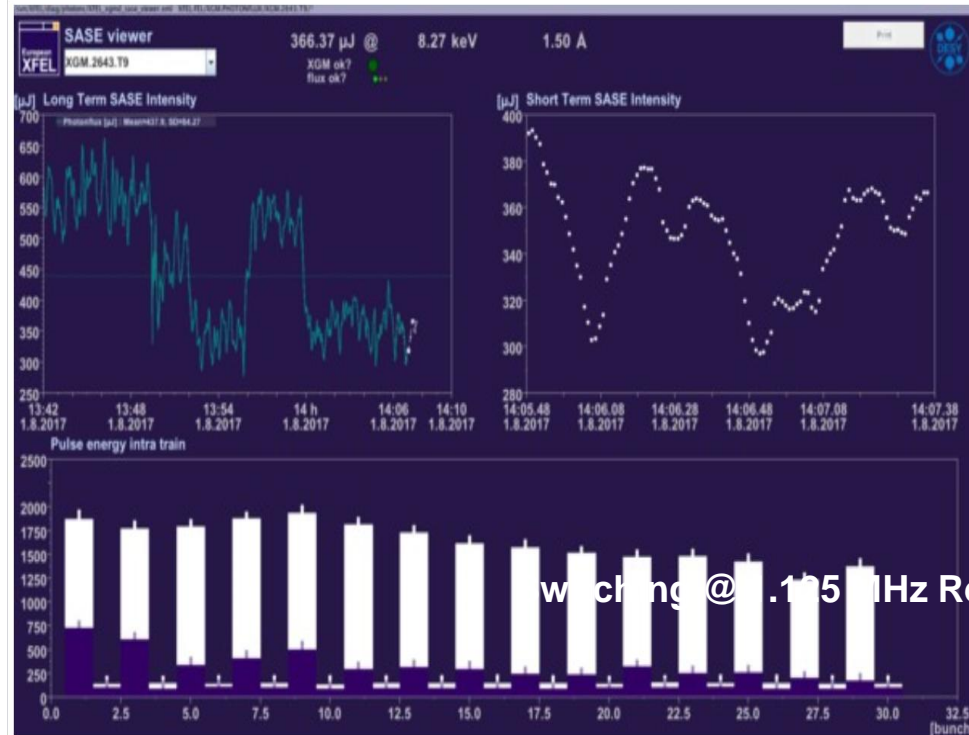 SASE viewer
European
XFEL
XGM.2643.T9
366.37 µJ @ 8.27 keV 1.50 Å
XGM ok?
flux ok?
Print
DESY
[µJ] Long Term SASE Intensity
Photonflux [µJ] : Mean=437.9, SD=94.27
700
650
600
550
500
450
400
350
300
250
13:42 13:48 13:54 14 h 14:06 14:10
1.8.2017 1.8.2017 1.8.2017 1.8.2017 1.8.2017 1.8.2017
[µJ] Short Term SASE Intensity
400
380
360
340
320
300
280
14:05.48 14:06.08 14:06.28 14:06.48 14:07.08 14:07.38
1.8.2017 1.8.2017 1.8.2017 1.8.2017 1.8.2017 1.8.2017
Pulse energy intra train
2500
2000
1750
1500
1250
1000
750
500
250
0
0.0 2.5 5.0 7.5 10.0 12.5 15.0 17.5 20.0 22.5 25.0 27.5 30.0 32.5
[bunch